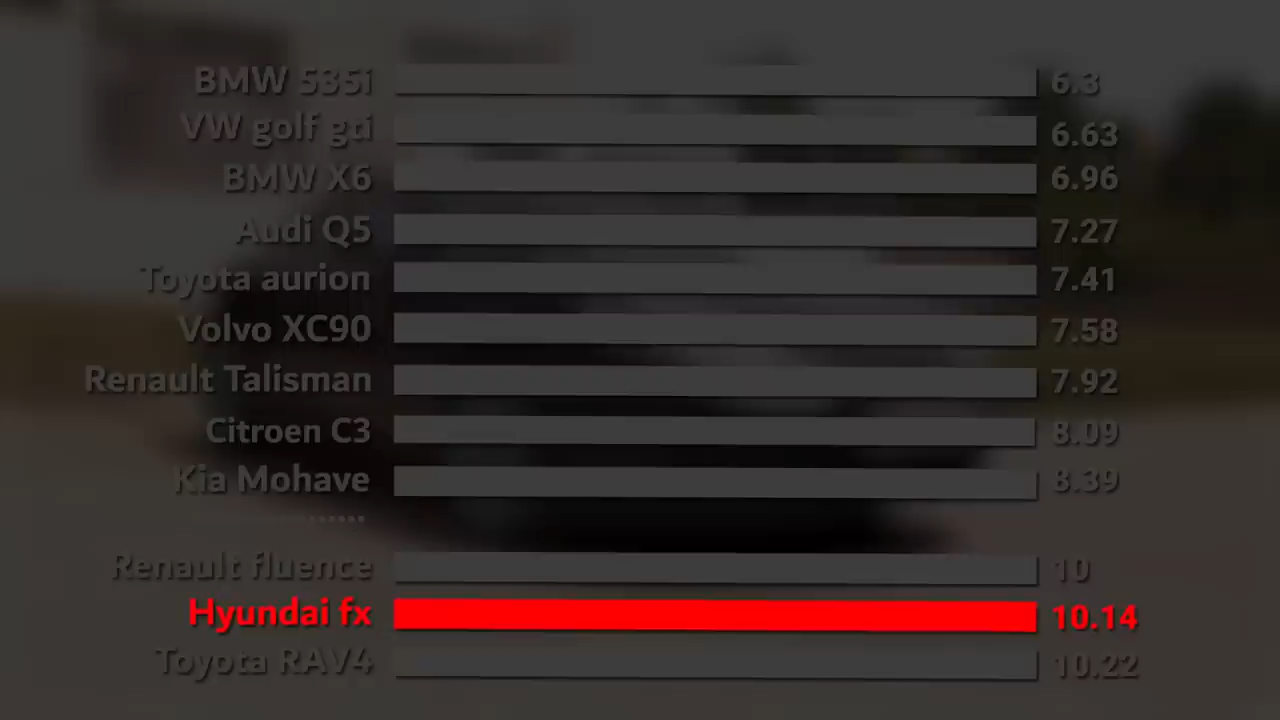 BMW 535i 6.3
VW golf gti 6.63
BMW X6 6.96
Audi Q5 7.27
Toyota aurion 7.41
Volvo XC90 7.58
Renault Talisman 7.92
Citroen C3 8.09
Kia Mohave 8.39
Renault fluence 10
Hyundai fx 10.14
Toyota RAV4 10.22